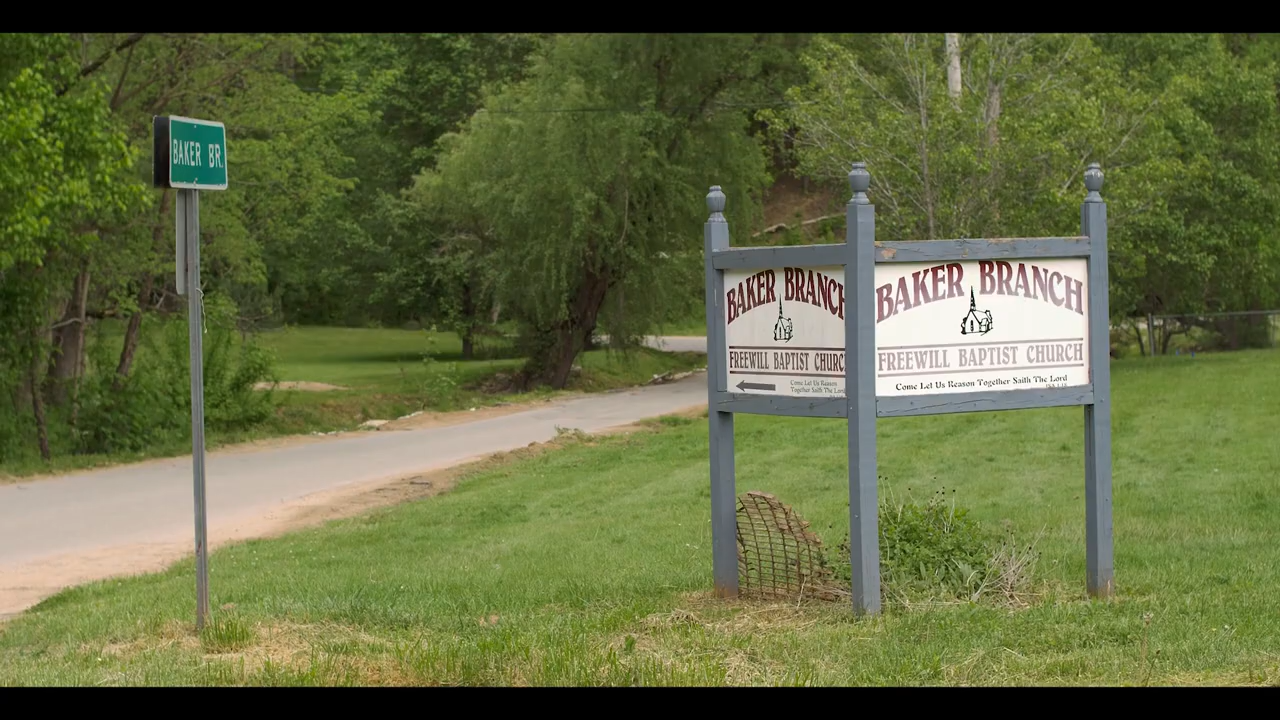 BAKER BR.
BAKER BRANCH
FREEWILL BAPTIST CHURC
Come Let Us Reason
Together Saith The Lord
BAKER BRANCH
FREEWILL BAPTIST CHURCH
Come Let Us Reason Together Saith The Lord